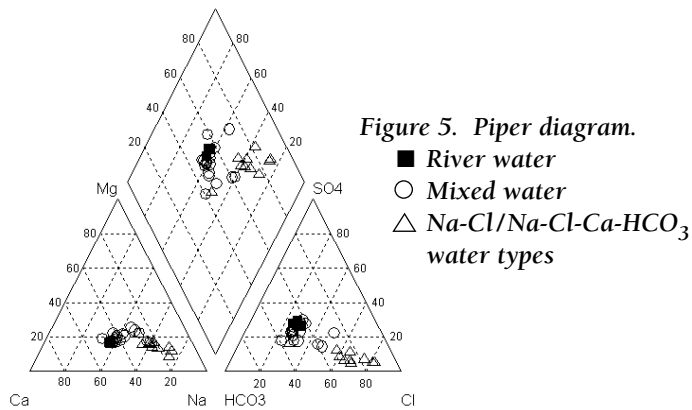 80 80
60 60
40 40
20 20
Figure 5. Piper diagram.
River water
Mixed water
Na-Cl/Na-Cl-Ca-HCO3
water types
Mg SO4
80 80
60 60
40 40
20 20
80 60 40 20 20 40 60 80
Ca Na HCO3 Cl